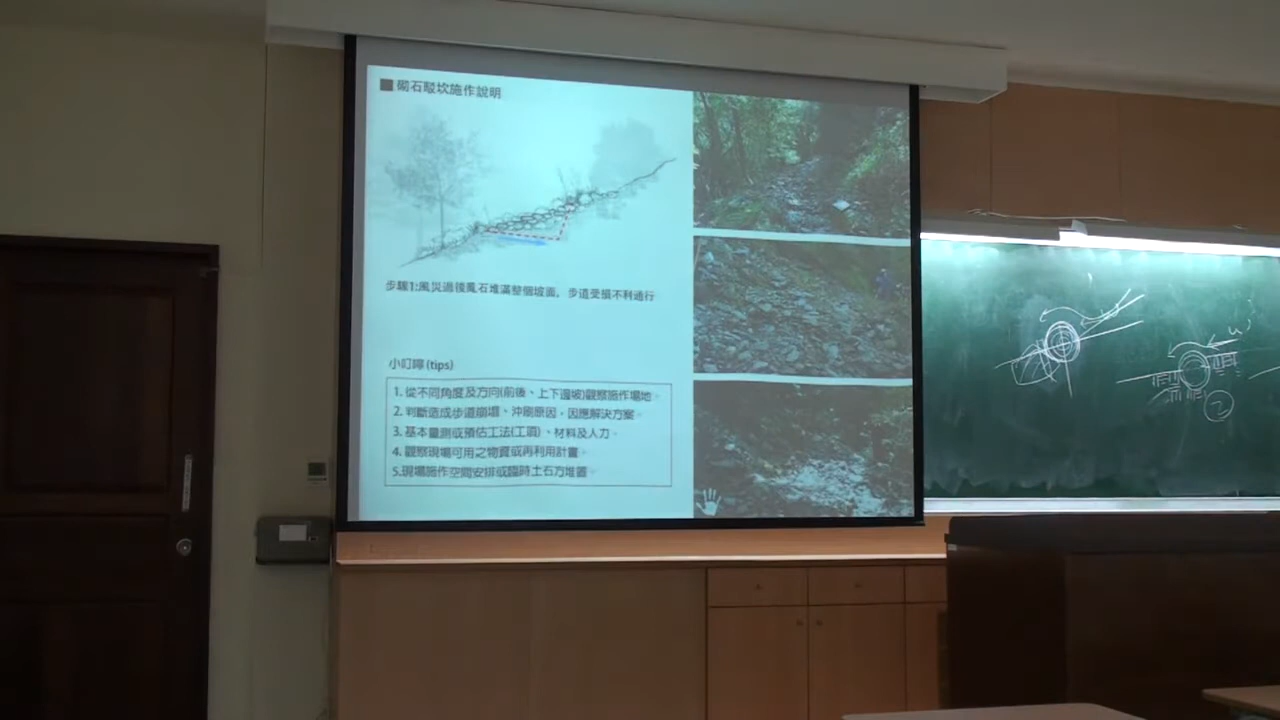 砌石駁坎施作說明
步驟1:風災過後亂石堆滿整個坡面，步道受損不利通行
小叮嚀(tips)
1. 從不同角度及方向(前後、上下邊坡)觀察施作場地。
2. 判斷造成步道崩塌、沖刷原因，因應解決方案。
3. 基本量測或預估工法(工項)、材料及人力。
4. 觀察現場可用之物資或再利用計畫。
5.現場施作空間安排或臨時土石方堆置。
2